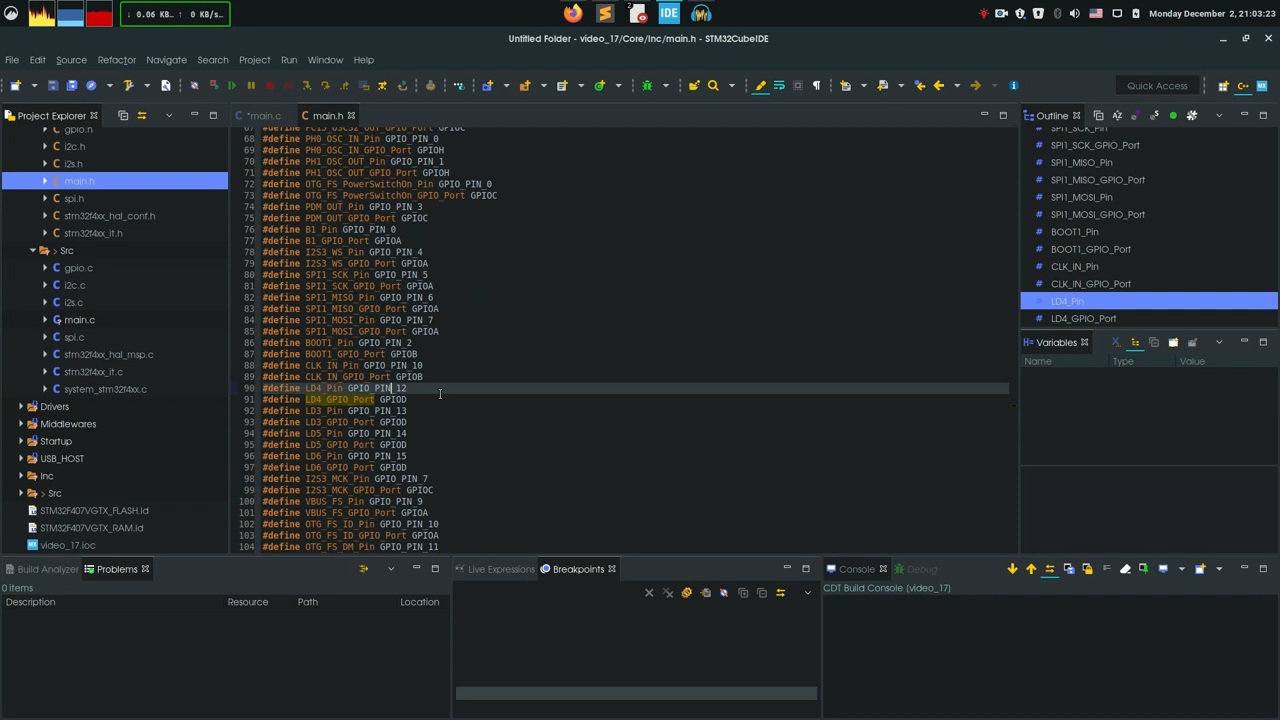 ↓ 0.06 KB... ↑ 0 KB/s...
IDE
Monday December 2, 21:03:23
Untitled Folder - video_17/Core/Inc/main.h - STM32CubeIDE
File Edit Source Refactor Navigate Search Project Run Window Help
Quick Access
Project Explorer
gpio.h
i2c.h
i2s.h
main.h
spi.h
stm32f4xx_hal_conf.h
stm32f4xx_it.h
> Src
gpio.c
i2c.c
i2s.c
main.c
spi.c
stm32f4xx_hal_msp.c
stm32f4xx_it.c
system_stm32f4xx.c
Drivers
Middlewares
Startup
USB_HOST
Inc
> Src
STM32F407VGTX_FLASH.ld
STM32F407VGTX_RAM.ld
video_17.ioc
*main.c
main.h
67 #define PC15_OSC32_OUT_GPIO_Port GPIOC
68 #define PH0_OSC_IN_Pin GPIO_PIN_0
69 #define PH0_OSC_IN_GPIO_Port GPIOH
70 #define PH1_OSC_OUT_Pin GPIO_PIN_1
71 #define PH1_OSC_OUT_GPIO_Port GPIOH
72 #define OTG_FS_PowerSwitchOn_Pin GPIO_PIN_0
73 #define OTG_FS_PowerSwitchOn_GPIO_Port GPIOC
74 #define PDM_OUT_Pin GPIO_PIN_3
75 #define PDM_OUT_GPIO_Port GPIOC
76 #define B1_Pin GPIO_PIN_0
77 #define B1_GPIO_Port GPIOA
78 #define I2S3_WS_Pin GPIO_PIN_4
79 #define I2S3_WS_GPIO_Port GPIOA
80 #define SPI1_SCK_Pin GPIO_PIN_5
81 #define SPI1_SCK_GPIO_Port GPIOA
82 #define SPI1_MISO_Pin GPIO_PIN_6
83 #define SPI1_MISO_GPIO_Port GPIOA
84 #define SPI1_MOSI_Pin GPIO_PIN_7
85 #define SPI1_MOSI_GPIO_Port GPIOA
86 #define BOOT1_Pin GPIO_PIN_2
87 #define BOOT1_GPIO_Port GPIOB
88 #define CLK_IN_Pin GPIO_PIN_10
89 #define CLK_IN_GPIO_Port GPIOB
90 #define LD4_Pin GPIO_PIN_12
91 #define LD4_GPIO_Port GPIOD
92 #define LD3_Pin GPIO_PIN_13
93 #define LD3_GPIO_Port GPIOD
94 #define LD5_Pin GPIO_PIN_14
95 #define LD5_GPIO_Port GPIOD
96 #define LD6_Pin GPIO_PIN_15
97 #define LD6_GPIO_Port GPIOD
98 #define I2S3_MCK_Pin GPIO_PIN_7
99 #define I2S3_MCK_GPIO_Port GPIOC
100 #define VBUS_FS_Pin GPIO_PIN_9
101 #define VBUS_FS_GPIO_Port GPIOA
102 #define OTG_FS_ID_Pin GPIO_PIN_10
103 #define OTG_FS_ID_GPIO_Port GPIOA
104 #define OTG_FS_DM_Pin GPIO_PIN_11
Outline
SPI1_SCK_Pin
SPI1_SCK_GPIO_Port
SPI1_MISO_Pin
SPI1_MISO_GPIO_Port
SPI1_MOSI_Pin
SPI1_MOSI_GPIO_Port
BOOT1_Pin
BOOT1_GPIO_Port
CLK_IN_Pin
CLK_IN_GPIO_Port
LD4_Pin
LD4_GPIO_Port
Variables
Name Type Value
Build Analyzer Problems
0 items
Description Resource Path Location
Live Expressions Breakpoints
Console Debug
CDT Build Console (video_17)